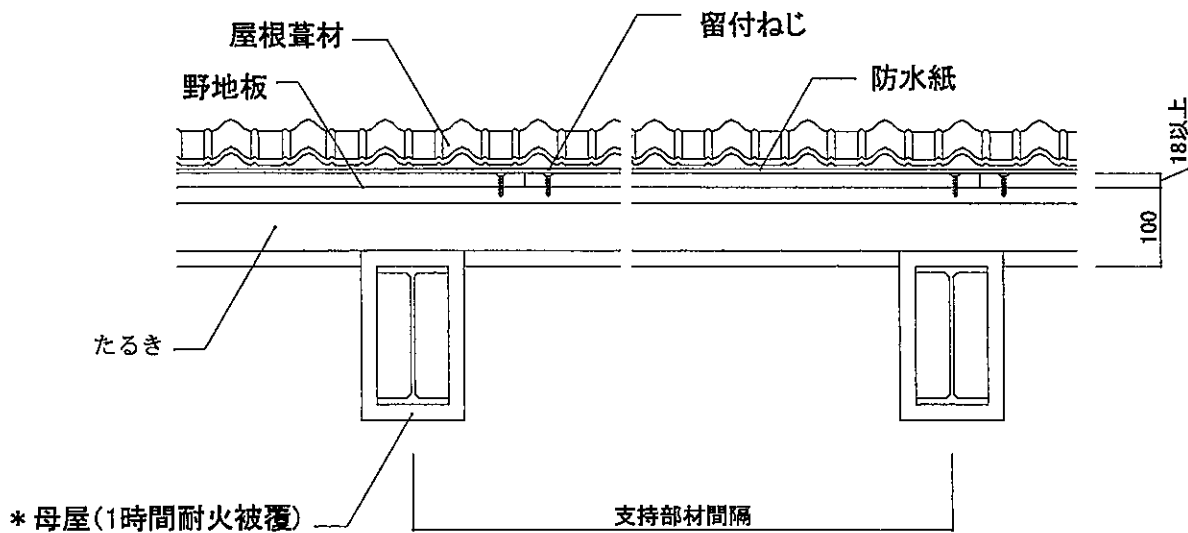 屋根葺材
留付ねじ
野地板
防水紙
18以上
100
たるき
*母屋(1時間耐火被覆)
支持部材間隔